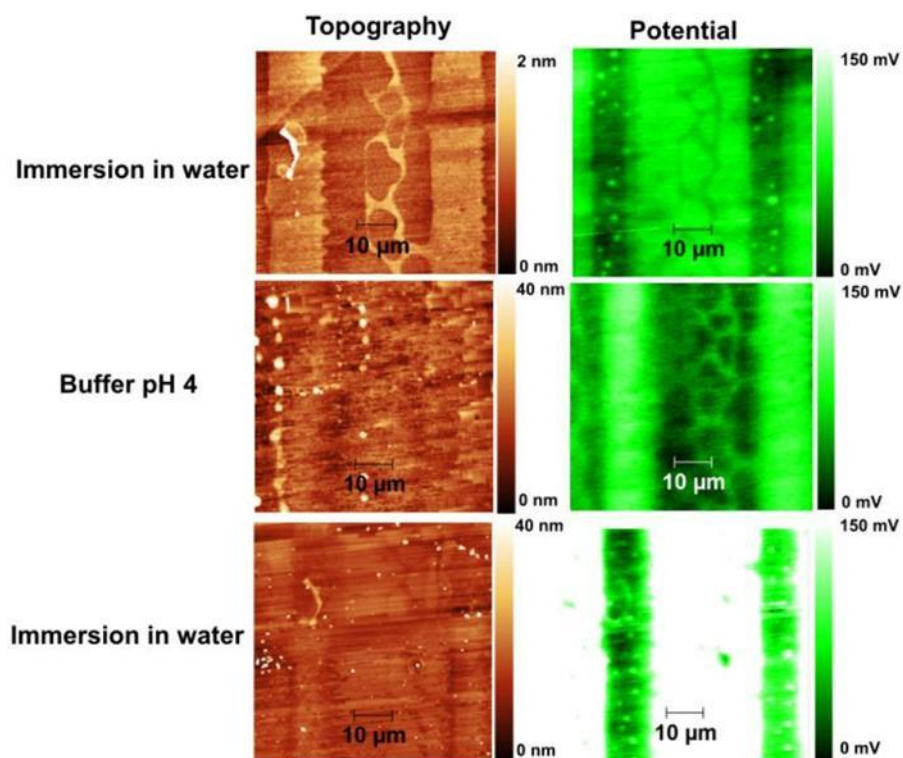 Topography
Potential
Immersion in water
2 nm
0 nm
10 µm
150 mV
0 mV
10 µm
Buffer pH 4
40 nm
0 nm
10 µm
150 mV
0 mV
10 µm
Immersion in water
40 nm
0 nm
10 µm
150 mV
0 mV
10 µm